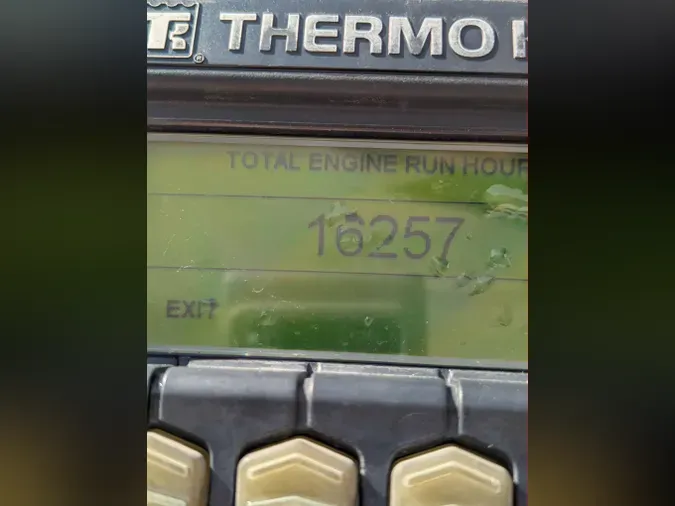 THERMO
TOTAL ENGINE RUN HOUR
16257
EXIT